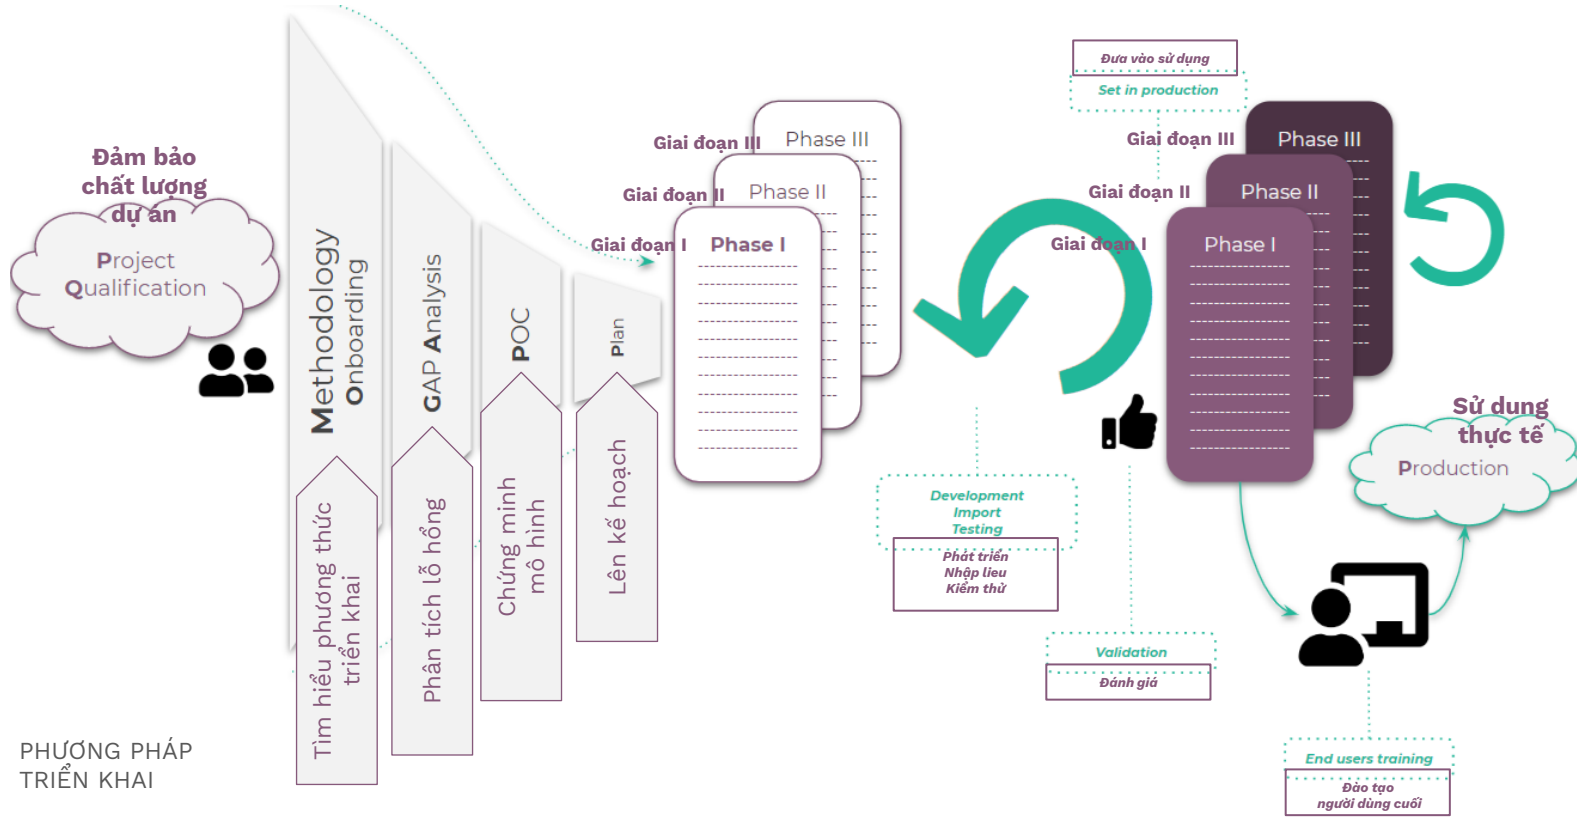 Đảm bảo
chất lượng
dự án
Project
Qualification
Methodology
Onboarding
Tìm hiểu phương thức
triển khai
GAP Analysis
Phân tích lỗ hổng
POC
Chứng minh
mô hình
Plan
Lên kế hoạch
Giai đoạn III
Phase III
Giai đoạn II
Phase II
Giai đoạn I
Phase I
Development
Import
Testing
Phát triển
Nhập lieu
Kiểm thử
Validation
Đánh giá
Đưa vào sử dụng
Set in production
Giai đoạn III
Phase III
Giai đoạn II
Phase II
Giai đoạn I
Phase I
Sử dung
thực tế
Production
End users training
Đào tạo
người dùng cuối
PHƯƠNG PHÁP
TRIỂN KHAI